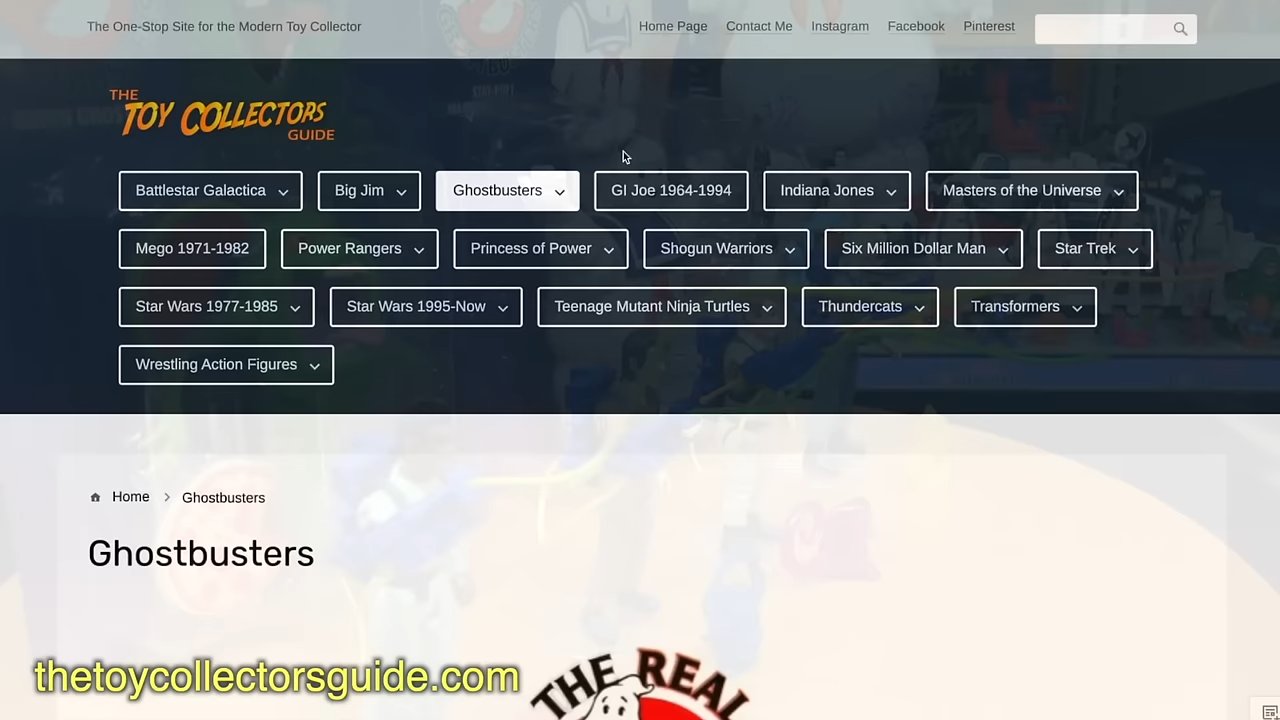 The One-Stop Site for the Modern Toy Collector
Home Page Contact Me Instagram Facebook Pinterest
THE
TOY COLLECTORS
GUIDE
Battlestar Galactica Big Jim Ghostbusters GI Joe 1964-1994 Indiana Jones Masters of the Universe
Mego 1971-1982 Power Rangers Princess of Power Shogun Warriors Six Million Dollar Man Star Trek
Star Wars 1977-1985 Star Wars 1995-Now Teenage Mutant Ninja Turtles Thundercats Transformers
Wrestling Action Figures
Home Ghostbusters
Ghostbusters
THE REAL
thetoycollectorsguide.com